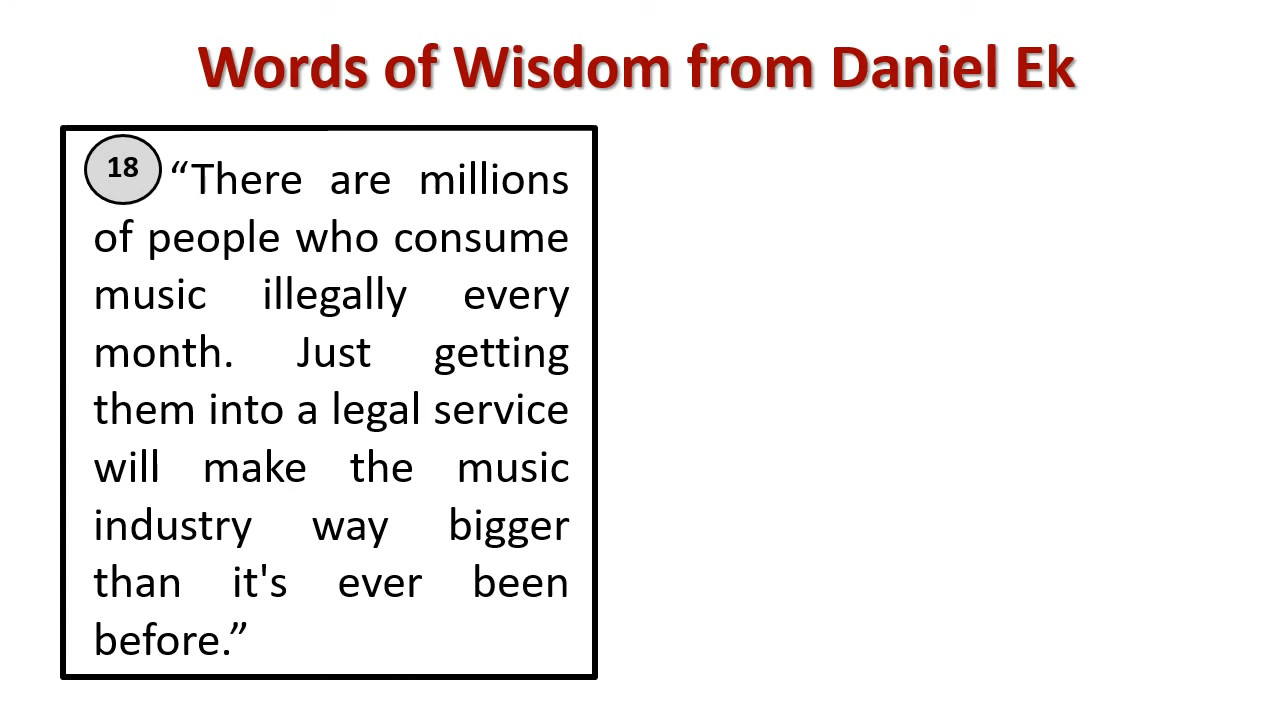 Words of Wisdom from Daniel Ek
18 “There are millions
of people who consume
music illegally every
month. Just getting
them into a legal service
will make the music
industry way bigger
than it's ever been
before.”